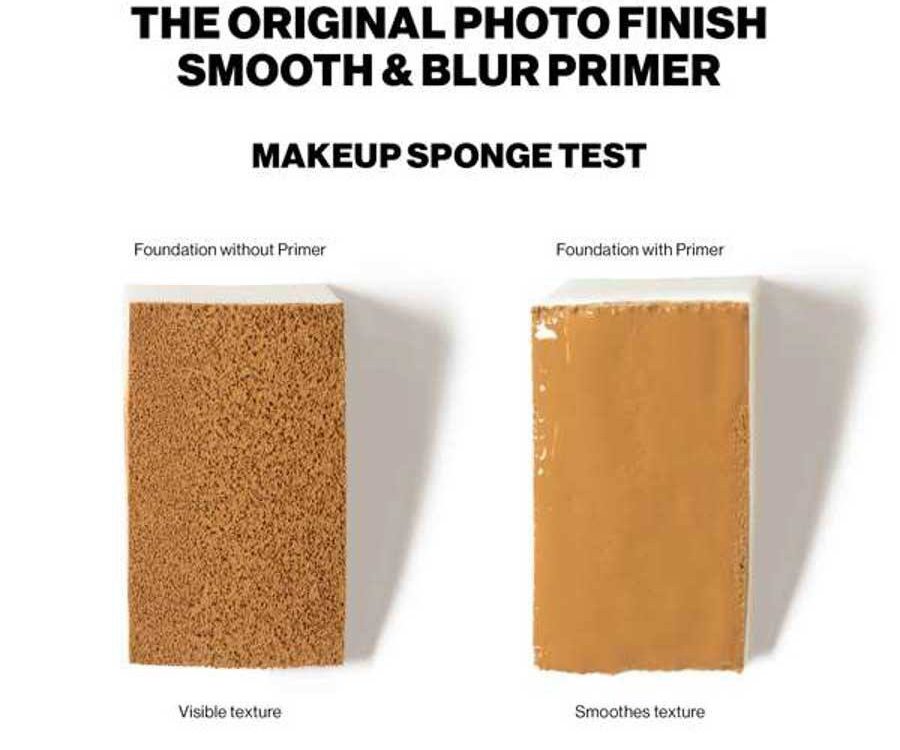 THE ORIGINAL PHOTO FINISH
SMOOTH & BLUR PRIMER
MAKEUP SPONGE TEST
Foundation without Primer
Foundation with Primer
Visible texture
Smoothes texture